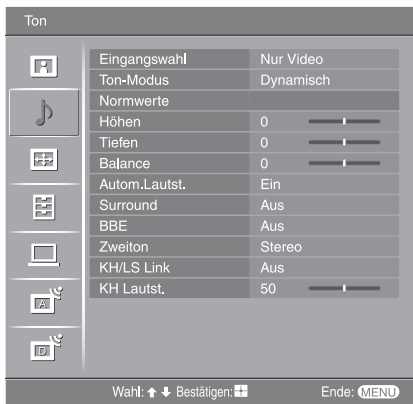 Ton
Eingangswahl Nur Video
Ton-Modus Dynamisch
Normwerte
Höhen 0
Tiefen 0
Balance 0
Autom.Lautst. Ein
Surround Aus
BBE Aus
Zweiton Stereo
KH/LS Link Aus
KH Lautst. 50
A
D
Wahl: ↑ ↓ Bestätigen: Ende: MENU